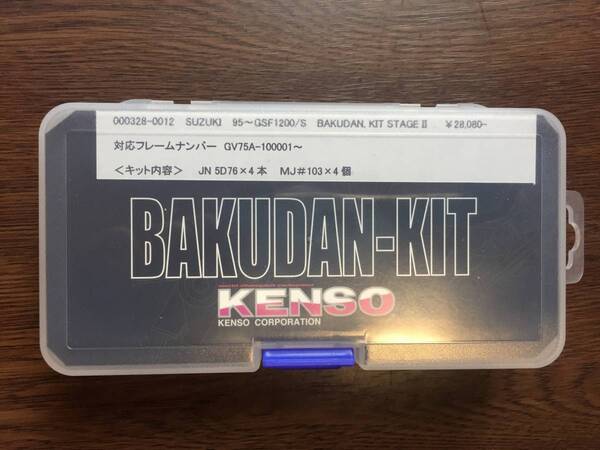 000328-0012 SUZUKI 95～GSF1200/S BAKUDAN. KIT STAGE Ⅱ ￥28,080-
対応フレームナンバー GV75A-100001～
＜キット内容＞ JN 5D76×4本 MJ#103×4個
BAKUDAN-KIT
KENSO
KENSO CORPORATION